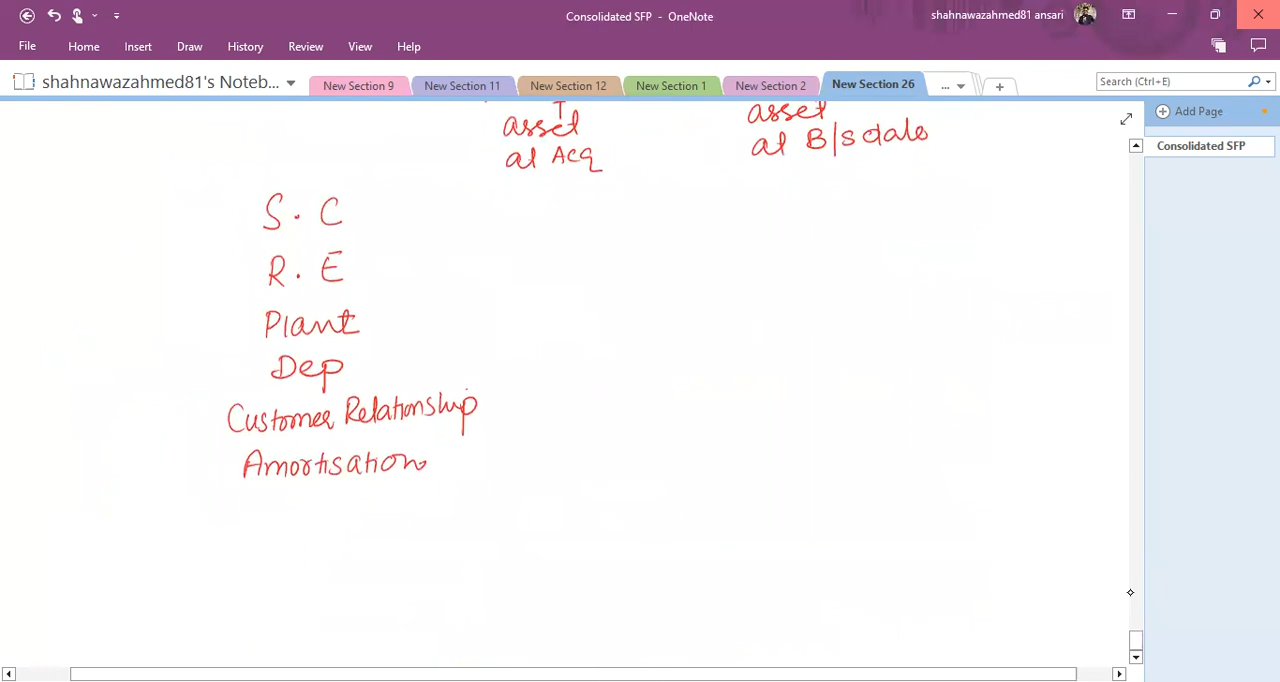 Consolidated SFP - OneNote
shahnawazahmed81 ansari
File Home Insert Draw History Review View Help
shahnawazahmed81's Noteb... New Section 9 New Section 11 New Section 12 New Section 1 New Section 2 New Section 26 ... + Search (Ctrl+E)
Add Page
Consolidated SFP
asset
at Acq
asset
at B/s date
S. C
R. E
Plant
Dep
Customer Relationship
Amortisation